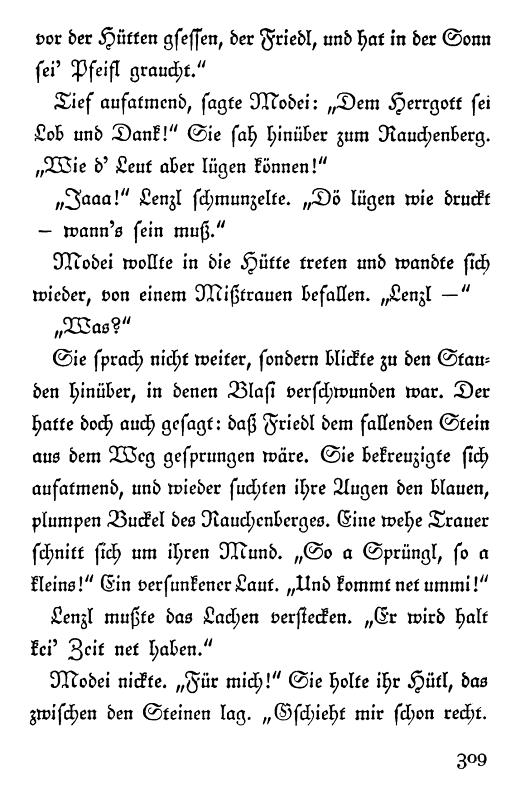 vor der Hütten gsessen, der Friedl, und hat in der Sonn
sei’ Pfeifl graucht.“
Tief aufatmend, sagte Modei: „Dem Herrgott sei
Lob und Dank!“ Sie sah hinüber zum Rauchenberg.
„Wie d’ Leut aber lügen können!“
„Jaaa!“ Lenzl schmunzelte. „Dö lügen wie druckt
— wann’s sein muß.“
Modei wollte in die Hütte treten und wandte sich
wieder, von einem Mißtrauen befallen. „Lenzl —“
„Was?“
Sie sprach nicht weiter, sondern blickte zu den Stau-
den hinüber, in denen Blasi verschwunden war. Der
hatte doch auch gesagt: daß Friedl dem fallenden Stein
aus dem Weg gesprungen wäre. Sie bekreuzigte sich
aufatmend, und wieder suchten ihre Augen den blauen,
plumpen Buckel des Rauchenberges. Eine wehe Trauer
schnitt sich um ihren Mund. „So a Sprüngl, so a
kleins!“ Ein versunkener Laut. „Und kommt net ummi!“
Lenzl mußte das Lachen verstecken. „Er wird halt
kei’ Zeit net haben.“
Modei nickte. „Für mich!“ Sie holte ihr Hütl, das
zwischen den Steinen lag. „Gschieht mir schon recht.
309